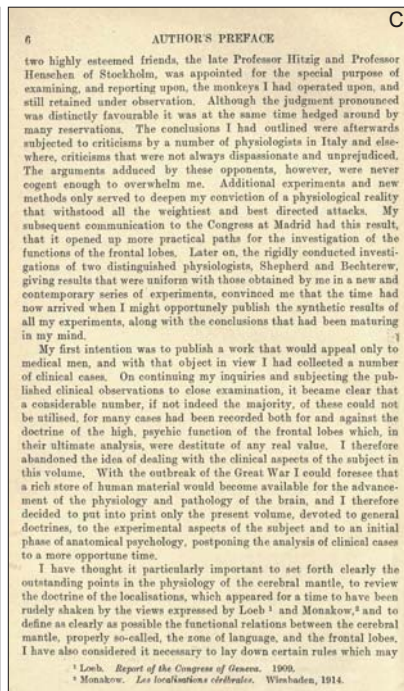 C
6 AUTHOR'S PREFACE
two highly esteemed friends, the late Professor Hitzig and Professor
Henschen of Stockholm, was appointed for the special purpose of
examining, and reporting upon, the monkeys I had operated upon, and
still retained under observation. Although the judgment pronounced
was distinctly favourable it was at the same time hedged around by
many reservations. The conclusions I had outlined were afterwards
subjected to criticisms by a number of physiologists in Italy and else-
where, criticisms that were not always dispassionate and unprejudiced.
The arguments adduced by these opponents, however, were never
cogent enough to overwhelm me. Additional experiments and new
methods only served to deepen my conviction of a physiological reality
that withstood all the weightiest and best directed attacks. My
subsequent communication to the Congress at Madrid had this result,
that it opened up more practical paths for the investigation of the
functions of the frontal lobes. Later on, the rigidly conducted investi-
gations of two distinguished physiologists, Shepherd and Bechterew,
giving results that were uniform with those obtained by me in a new and
contemporary series of experiments, convinced me that the time had
now arrived when I might opportunely publish the synthetic results of
all my experiments, along with the conclusions that had been maturing
in my mind.
My first intention was to publish a work that would appeal only to
medical men, and with that object in view I had collected a number
of clinical cases. On continuing my inquiries and subjecting the pub-
lished clinical observations to close examination, it became clear that
a considerable number, if not indeed the majority, of these could not
be utilised, for many cases had been recorded both for and against the
doctrine of the high, psychic function of the frontal lobes which, in
their ultimate analysis, were destitute of any real value. I therefore
abandoned the idea of dealing with the clinical aspects of the subject in
this volume. With the outbreak of the Great War I could foresee that
a rich store of human material would become available for the advance-
ment of the physiology and pathology of the brain, and I therefore
decided to put into print only the present volume, devoted to general
doctrines, to the experimental aspects of the subject and to an initial
phase of anatomical psychology, postponing the analysis of clinical cases
to a more opportune time.
I have thought it particularly important to set forth clearly the
outstanding points in the physiology of the cerebral mantle, to review
the doctrine of the localisations, which appeared for a time to have been
rudely shaken by the views expressed by Loeb ¹ and Monakow,² and to
define as clearly as possible the functional relations between the cerebral
mantle, properly so-called, the zone of language, and the frontal lobes.
I have also considered it necessary to lay down certain rules which may
¹ Loeb. Report of the Congress of Geneva. 1909.
² Monakow. Les localisations cérébrales. Wiesbaden, 1914.